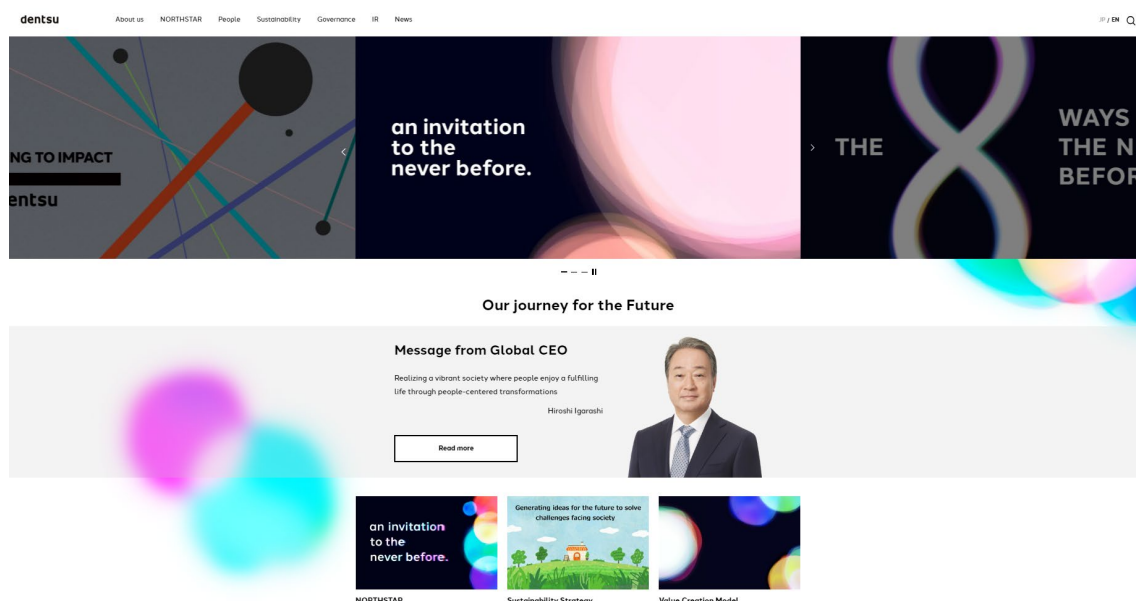 dentsu
About us NORTHSTAR People Sustainability Governance IR News
JP / EN
NG TO IMPACT
entsu
an invitation
to the
never before.
THE 8
WAYS
THE N
BEFOR
Our journey for the Future
Message from Global CEO
Realizing a vibrant society where people enjoy a fulfilling
life through people-centered transformations
Hiroshi Igarashi
Read more
an invitation
to the
never before.
Generating ideas for the future to solve
challenges facing society
NORTHSTAR
Sustainability Strategy
Value Creation Model